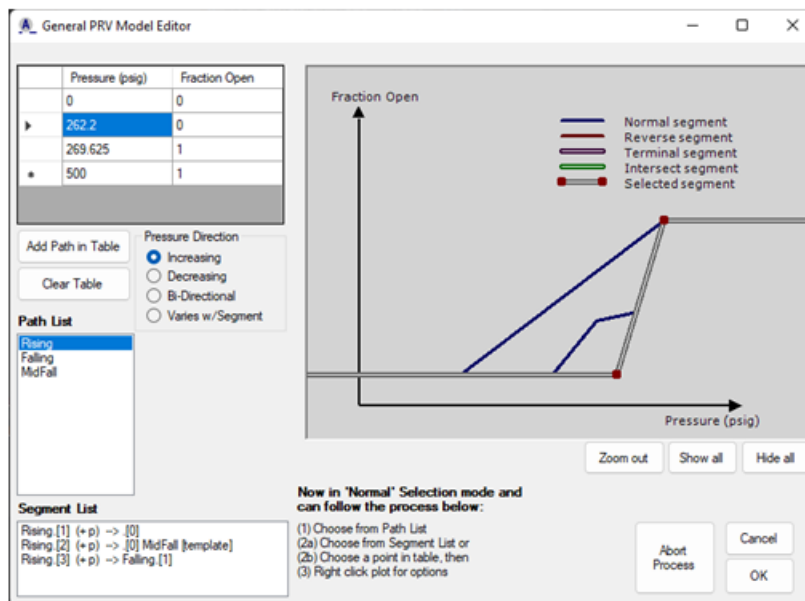 General PRV Model Editor
Pressure (psig) Fraction Open
0 0
262.2 0
269.625 1
500 1
Add Path in Table
Clear Table
Pressure Direction
Increasing
Decreasing
Bi-Directional
Varies w/Segment
Path List
Rising
Falling
MidFall
Segment List
Rising.[1] (+p) -> .[0]
Rising.[2] (+p) -> .[0] MidFall [template]
Rising.[3] (+p) -> Falling.[1]
Fraction Open
Normal segment
Reverse segment
Terminal segment
Intersect segment
Selected segment
Pressure (psig)
Zoom out
Show all
Hide all
Now in "Normal" Selection mode and
can follow the process below:
(1) Choose from Path List
(2a) Choose from Segment List or
(2b) Choose a point in table, then
(3) Right click plot for options
Abort
Process
Cancel
OK